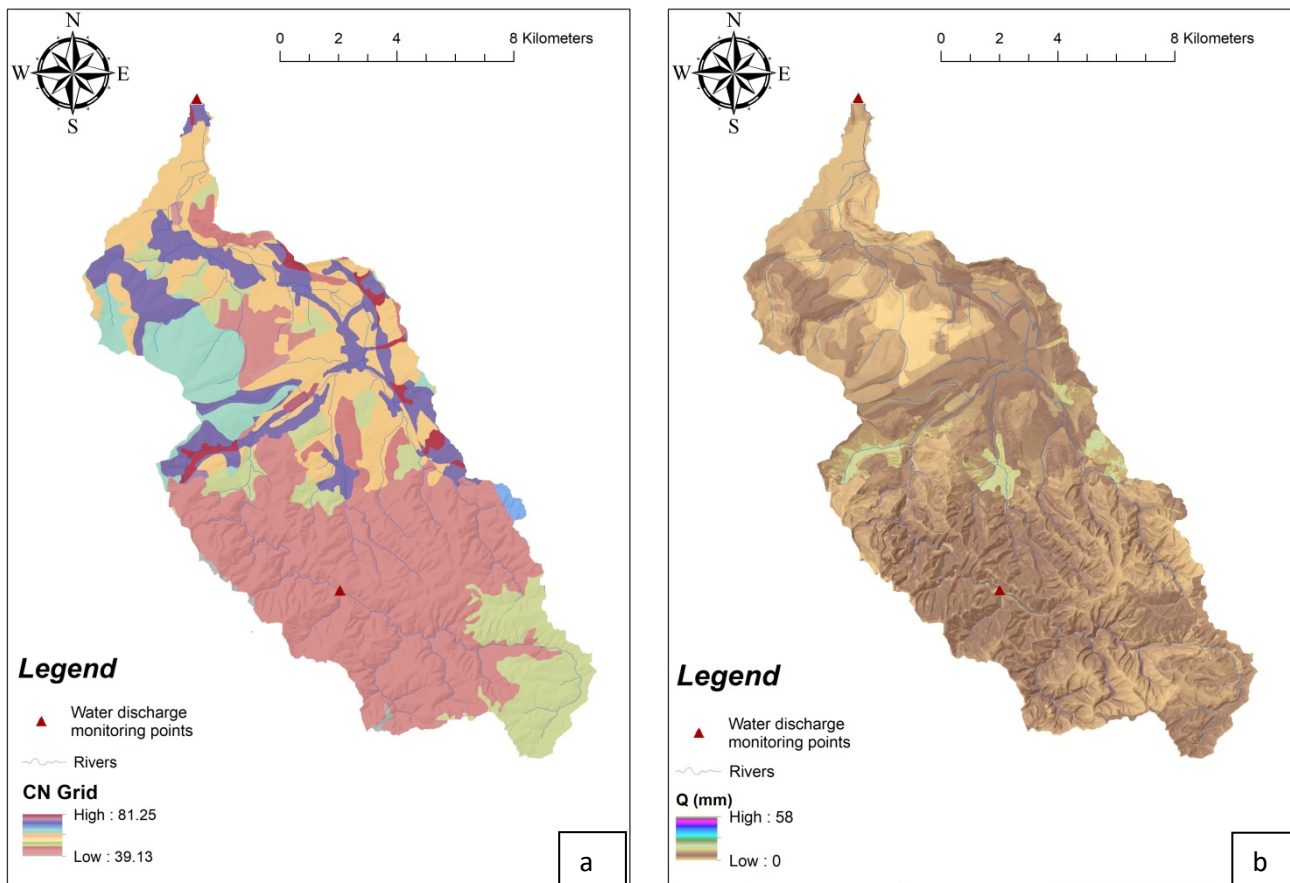 N
W E
S
0 2 4 8 Kilometers
Legend
Water discharge
monitoring points
Rivers
CN Grid
High : 81.25
Low : 39.13
a
N
W E
S
0 2 4 8 Kilometers
Legend
Water discharge
monitoring points
Rivers
Q (mm)
High : 58
Low : 0
b